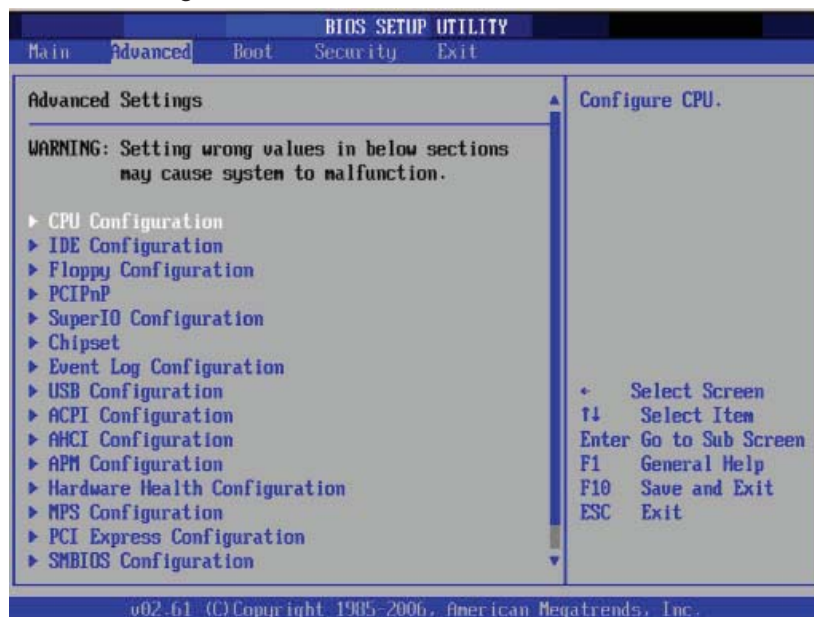 BIOS SETUP UTILITY
Main Advanced Boot Security Exit
Advanced Settings
WARNING: Setting wrong values in below sections
may cause system to malfunction.
▶ CPU Configuration
▶ IDE Configuration
▶ Floppy Configuration
▶ PCIPnP
▶ SuperIO Configuration
▶ Chipset
▶ Event Log Configuration
▶ USB Configuration
▶ ACPI Configuration
▶ AHCI Configuration
▶ APM Configuration
▶ Hardware Health Configuration
▶ MPS Configuration
▶ PCI Express Configuration
▶ SMBIOS Configuration
Configure CPU.
← Select Screen
↑↓ Select Item
Enter Go to Sub Screen
F1 General Help
F10 Save and Exit
ESC Exit
v02.61 (C)Copyright 1985-2006, American Megatrends, Inc.